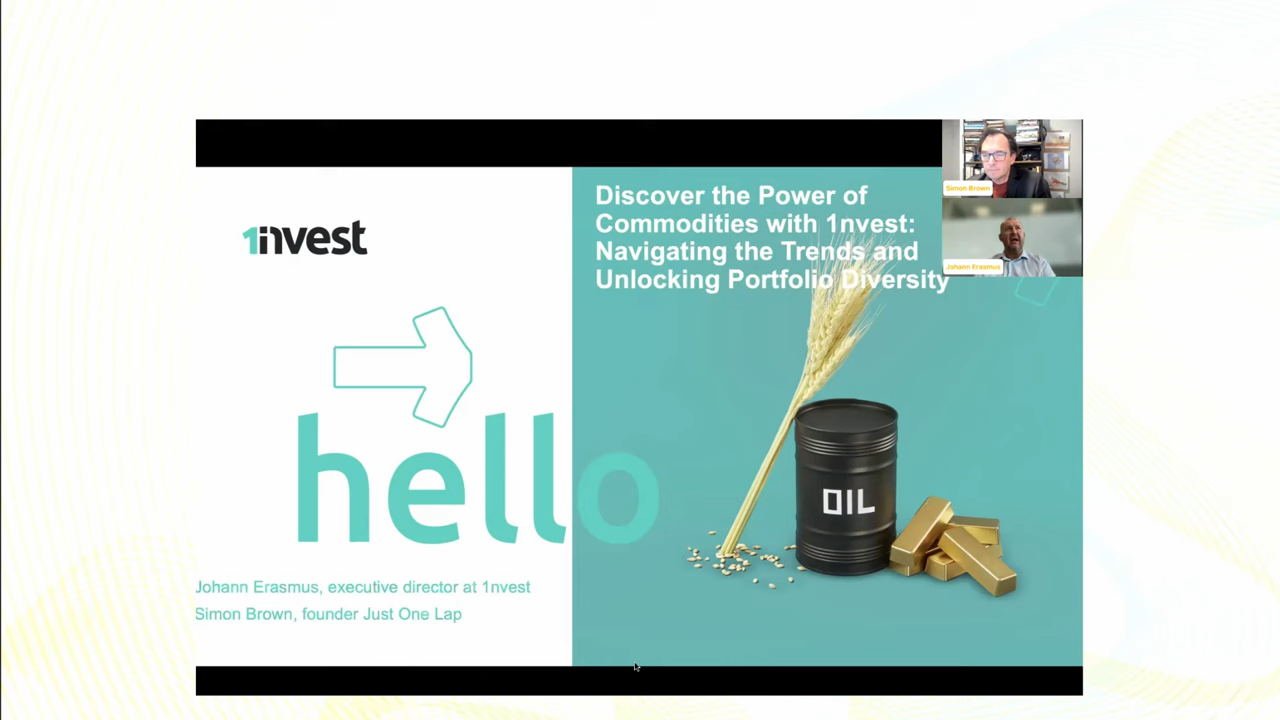 1nvest
Discover the Power of
Commodities with 1nvest:
Navigating the Trends and
Unlocking Portfolio Diversity
Simon Brown
Johann Erasmus
hello
OIL
Johann Erasmus, executive director at 1nvest
Simon Brown, founder Just One Lap